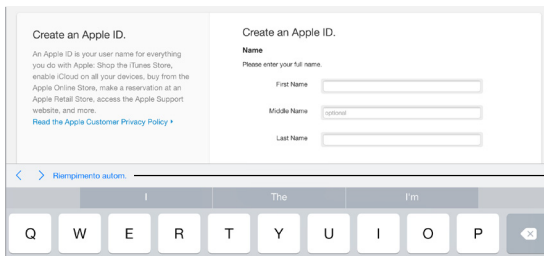 Create an Apple ID.
An Apple ID is your user name for everything
you do with Apple: Shop the iTunes Store,
enable iCloud on all your devices, buy from the
Apple Online Store, make a reservation at an
Apple Retail Store, access the Apple Support
website, and more.
Read the Apple Customer Privacy Policy
Create an Apple ID.
Name
Please enter your full name.
First Name
Middle Name optional
Last Name
Riempimento autom.
I The I'm
Q W E R T Y U I O P